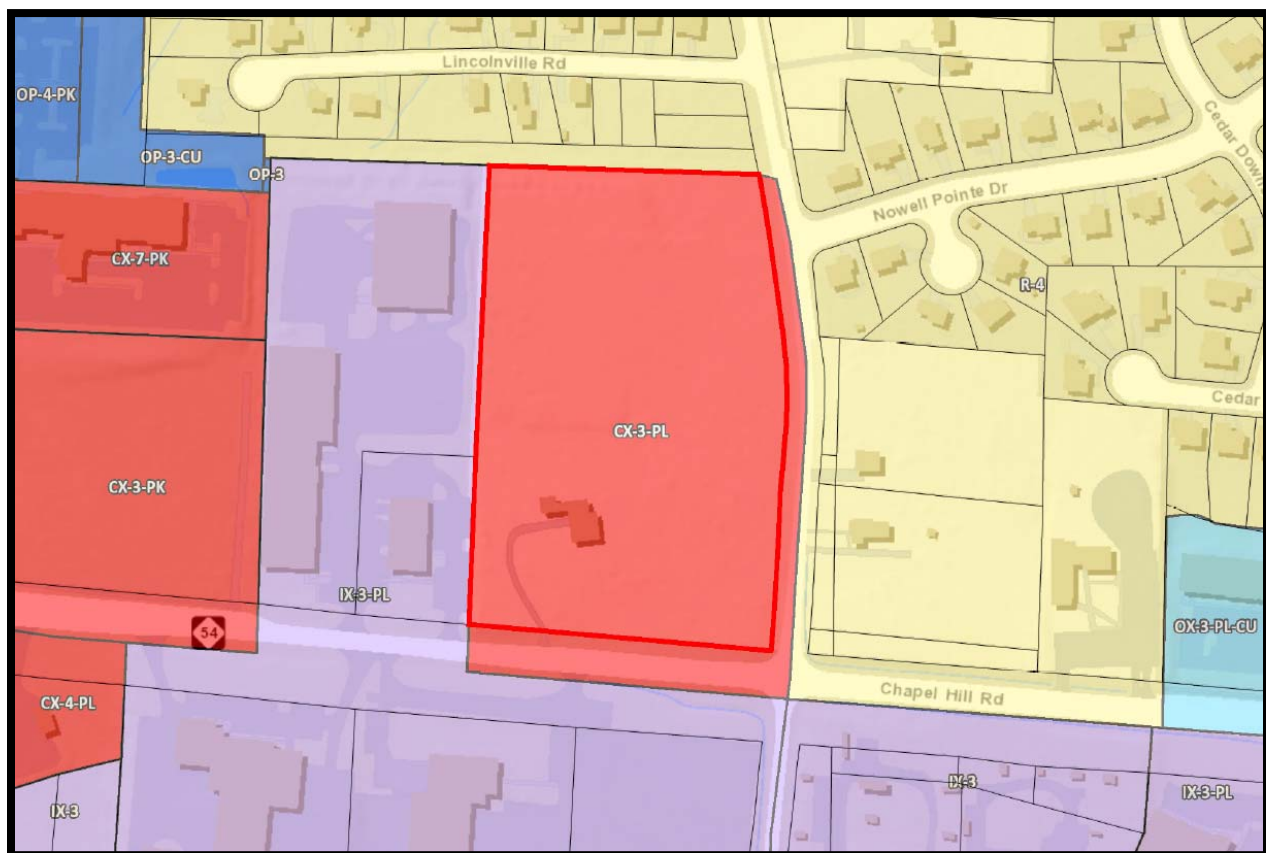 Lincolnville Rd
OP-4-PK
Cedar Down
OP-3-CU
OP-3
Nowell Pointe Dr
CX-7-PK
R-4
Cedar
CX-3-PL
CX-3-PK
IX-3-PL
54
OX-3-PL-CU
Chapel Hill Rd
CX-4-PL
IX-3
IX-3
IX-3-PL